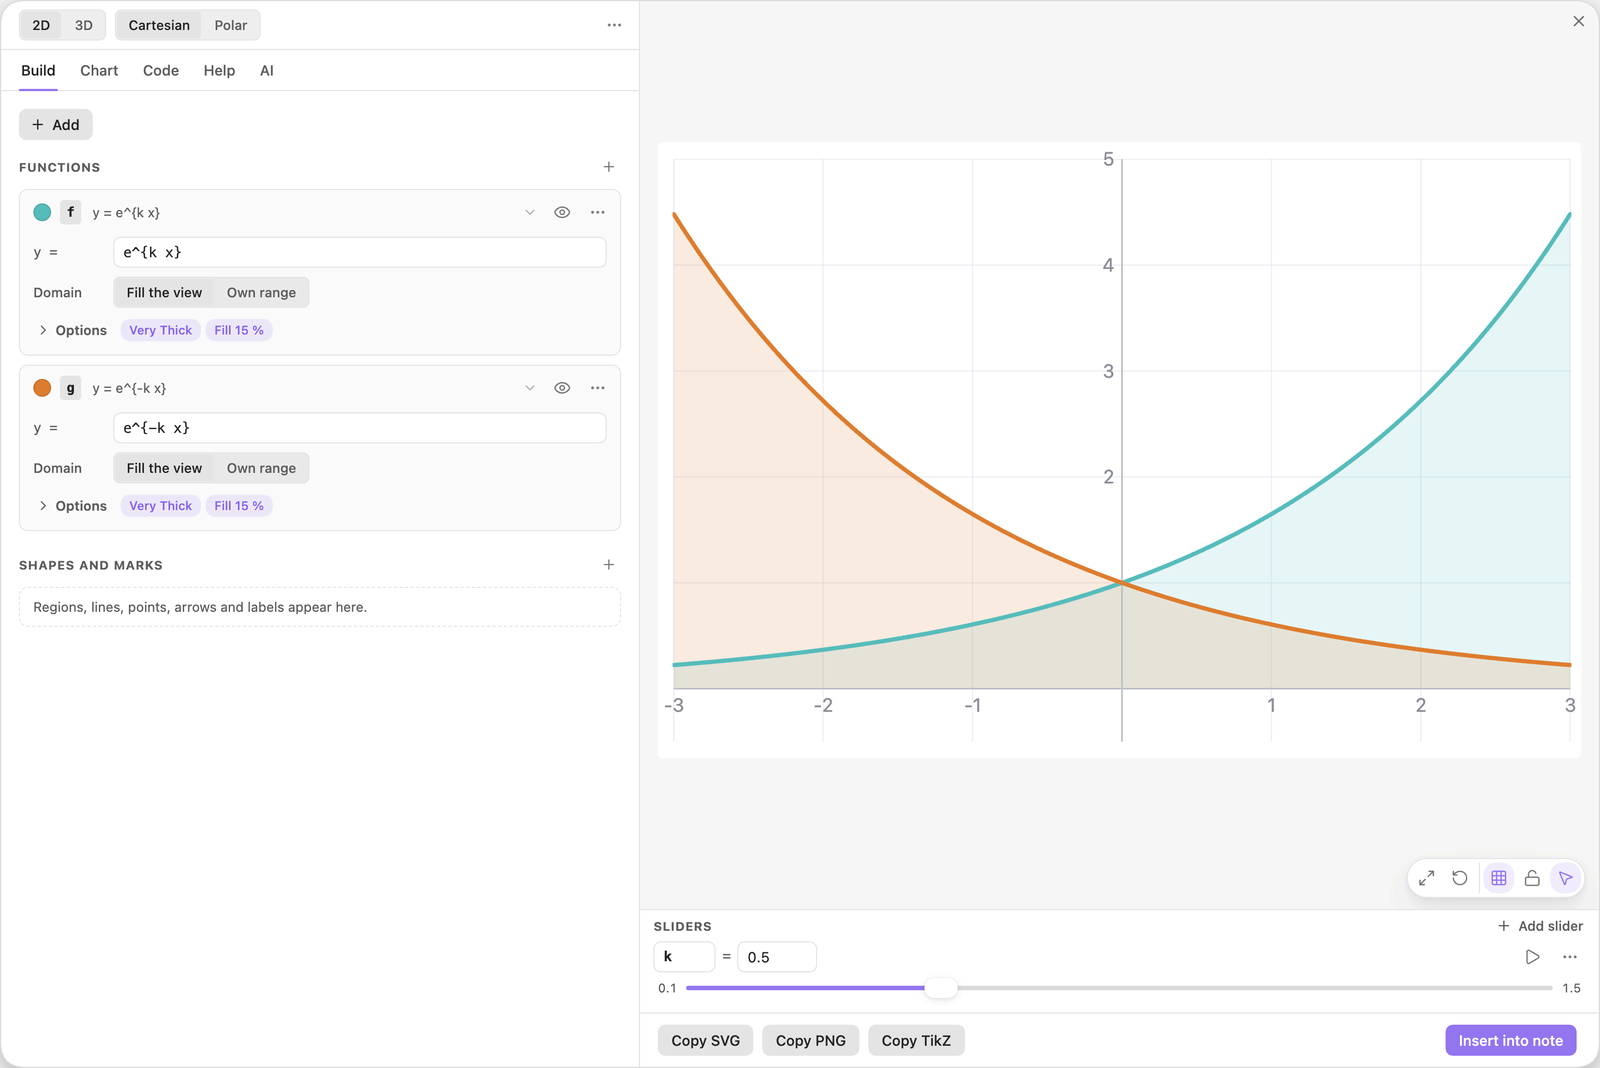 2D 3D Cartesian Polar
Build Chart Code Help AI
+ Add
FUNCTIONS
f y = e^{k x}
y = e^{k x}
Domain Fill the view Own range
Options Very Thick Fill 15 %
g y = e^{-k x}
y = e^{−k x}
Domain Fill the view Own range
Options Very Thick Fill 15 %
SHAPES AND MARKS
Regions, lines, points, arrows and labels appear here.
5
4
3
2
-3 -2 -1 1 2 3
SLIDERS + Add slider
k = 0.5
0.1 1.5
Copy SVG Copy PNG Copy TikZ Insert into note